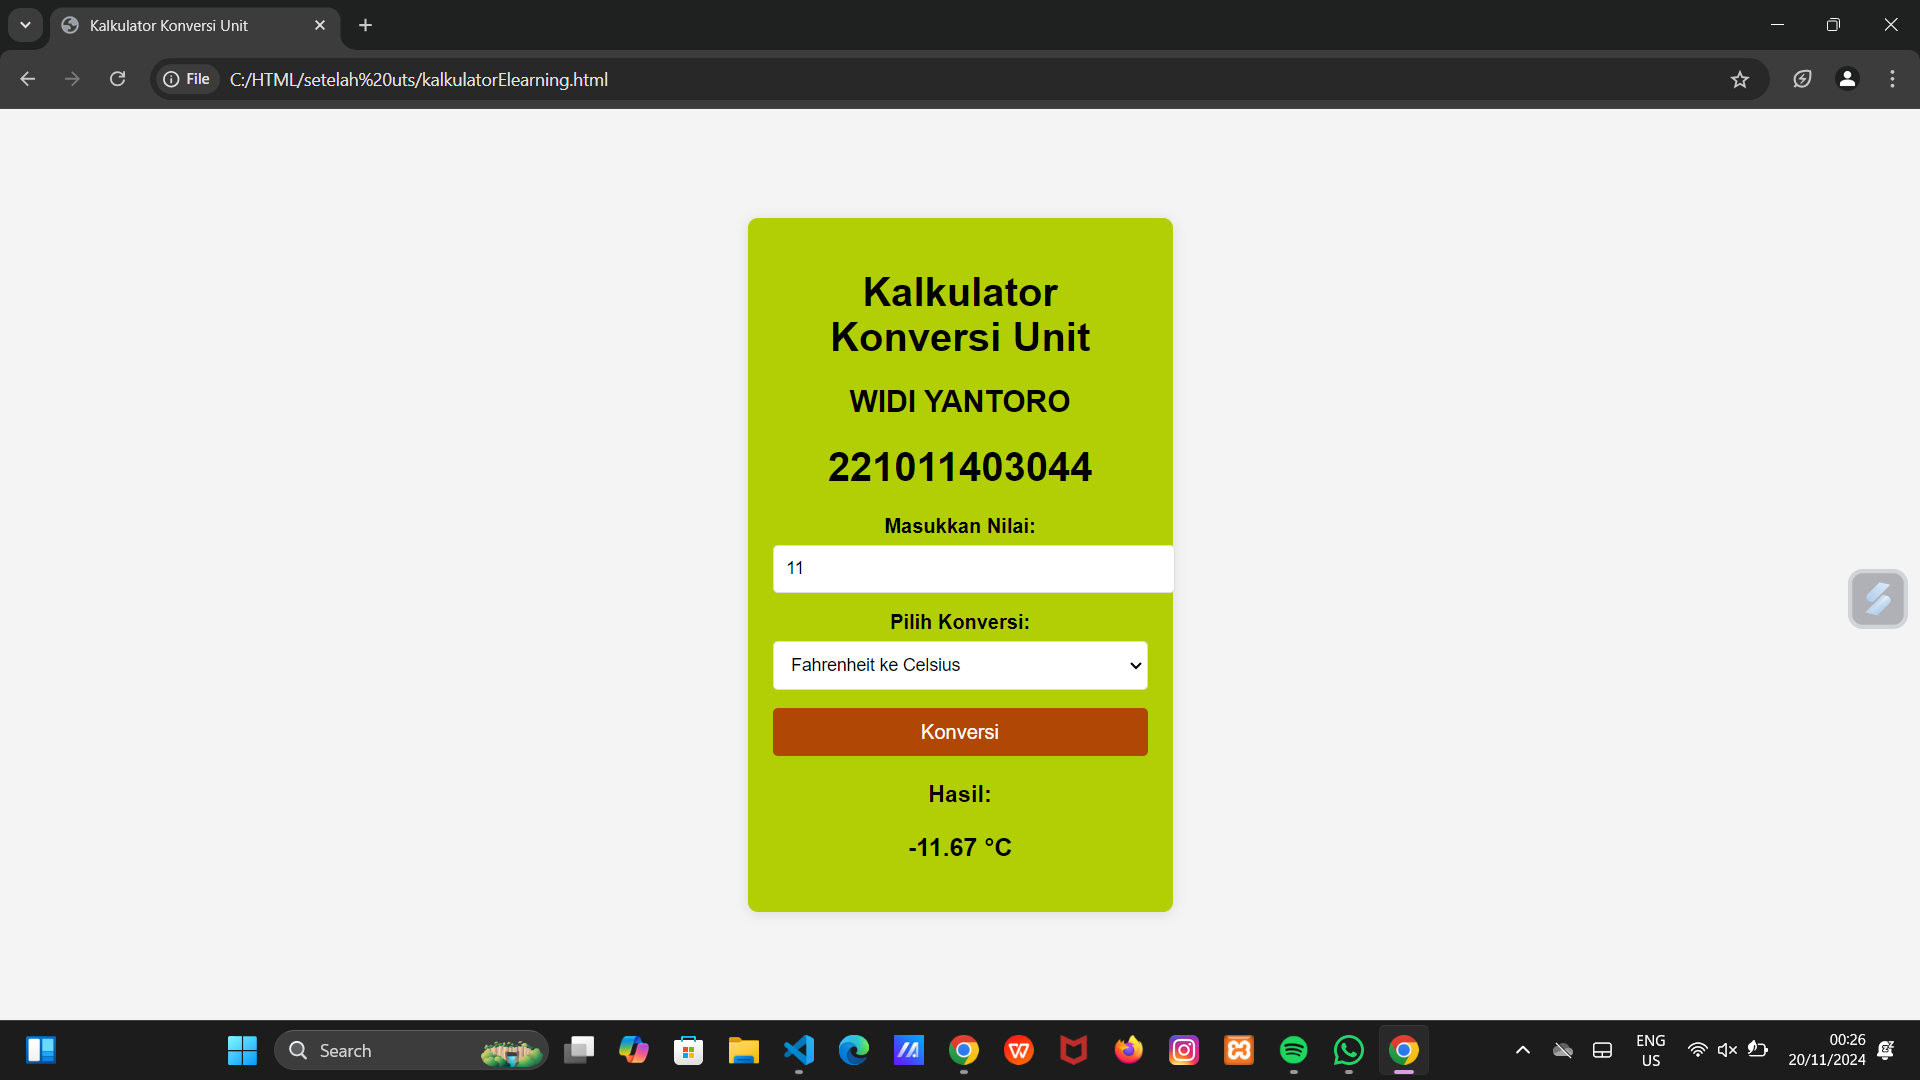 Kalkulator Konversi Unit
File
C:/HTML/setelah%20uts/kalkulatorElearning.html
Kalkulator
Konversi Unit
WIDI YANTORO
221011403044
Masukkan Nilai:
11
Pilih Konversi:
Fahrenheit ke Celsius
Konversi
Hasil:
-11.67 °C
Search
ENG
US
00:26
20/11/2024